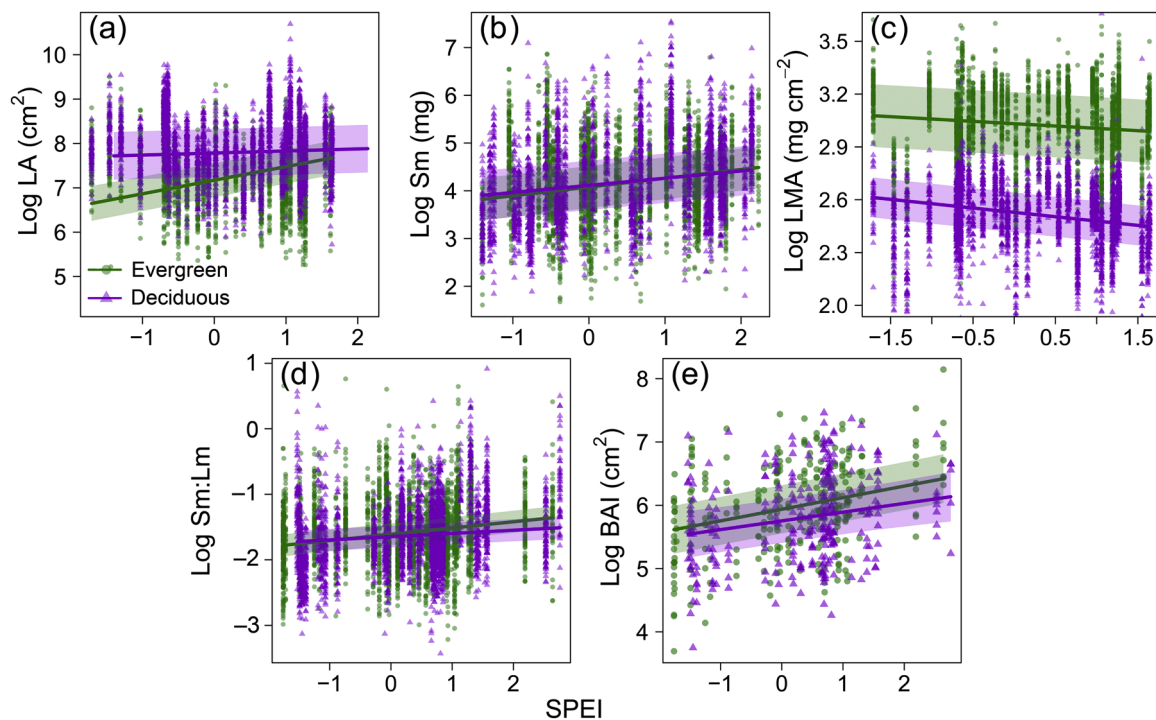 (a)
Log LA (cm²)
10
9
8
7
6
5
Evergreen
Deciduous
−1 0 1 2
(b)
Log Sm (mg)
7
6
5
4
3
2
−1 0 1 2
(c)
Log LMA (mg cm⁻²)
3.5
3.2
2.9
2.6
2.3
2.0
−1.5 −0.5 0.5 1.5
(d)
Log Sm:Lm
1
0
−1
−2
−3
−1 0 1 2
(e)
Log BAI (cm²)
8
7
6
5
4
−1 0 1 2
SPEI